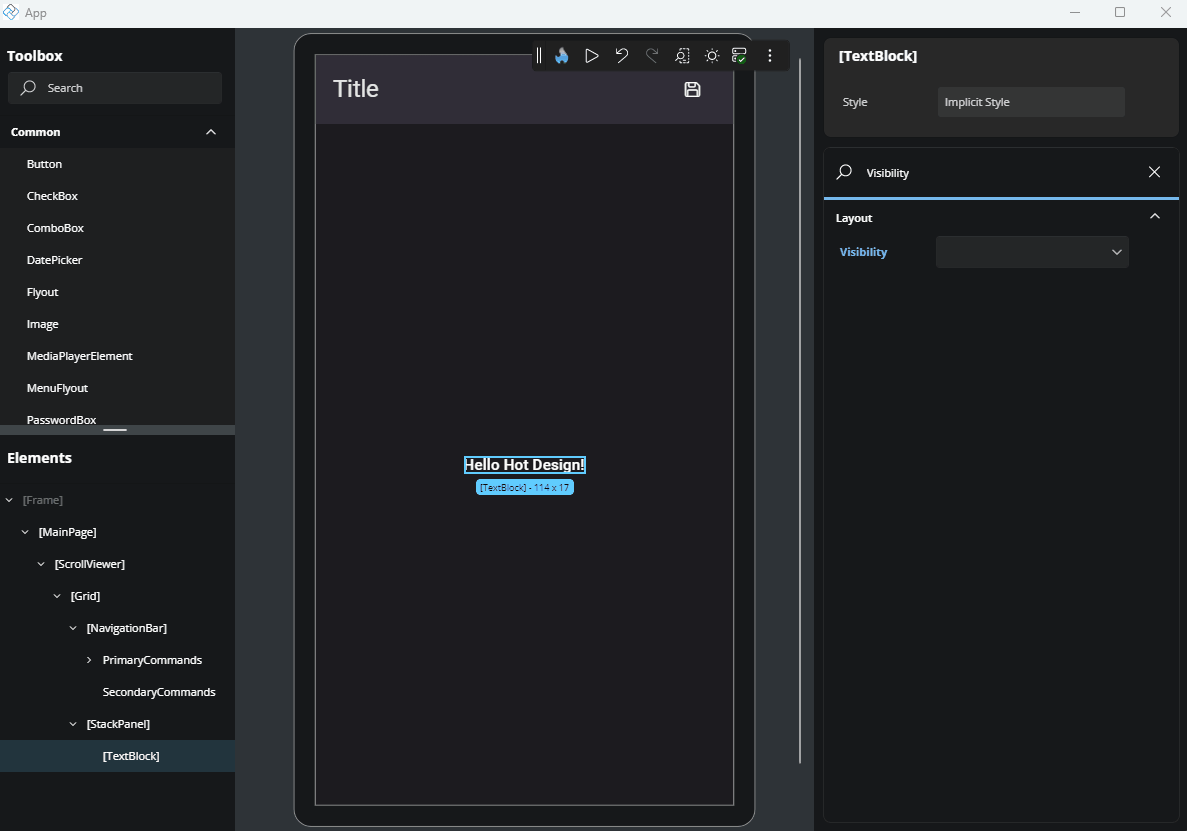 App
Toolbox
Search
Common
Button
CheckBox
ComboBox
DatePicker
Flyout
Image
MediaPlayerElement
MenuFlyout
PasswordBox
Elements
[Frame]
[MainPage]
[ScrollViewer]
[Grid]
[NavigationBar]
PrimaryCommands
SecondaryCommands
[StackPanel]
[TextBlock]
Title
Hello Hot Design!
[TextBlock] - 114 x 17
[TextBlock]
Style
Implicit Style
Visibility
Layout
Visibility